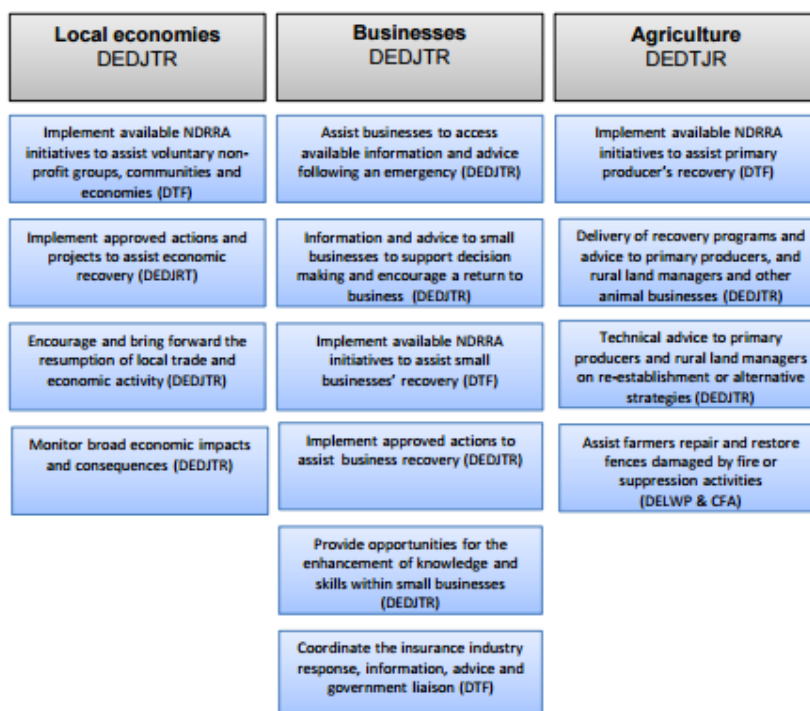 Local economies
DEDJTR
Implement available NDRRA
initiatives to assist voluntary non-
profit groups, communities and
economies (DTF)
Implement approved actions and
projects to assist economic
recovery (DEDJRT)
Encourage and bring forward the
resumption of local trade and
economic activity (DEDJTR)
Monitor broad economic impacts
and consequences (DEDJTR)
Businesses
DEDJTR
Assist businesses to access
available information and advice
following an emergency (DEDJTR)
Information and advice to small
businesses to support decision
making and encourage a return to
business (DEDJTR)
Implement available NDRRA
initiatives to assist small
businesses' recovery (DTF)
Implement approved actions to
assist business recovery (DEDJTR)
Provide opportunities for the
enhancement of knowledge and
skills within small businesses
(DEDJTR)
Coordinate the insurance industry
response, information, advice and
government liaison (DTF)
Agriculture
DEDTJR
Implement available NDRRA
initiatives to assist primary
producer's recovery (DTF)
Delivery of recovery programs and
advice to primary producers, and
rural land managers and other
animal businesses (DEDJTR)
Technical advice to primary
producers and rural land managers
on re-establishment or alternative
strategies (DEDJTR)
Assist farmers repair and restore
fences damaged by fire or
suppression activities
(DELWP & CFA)